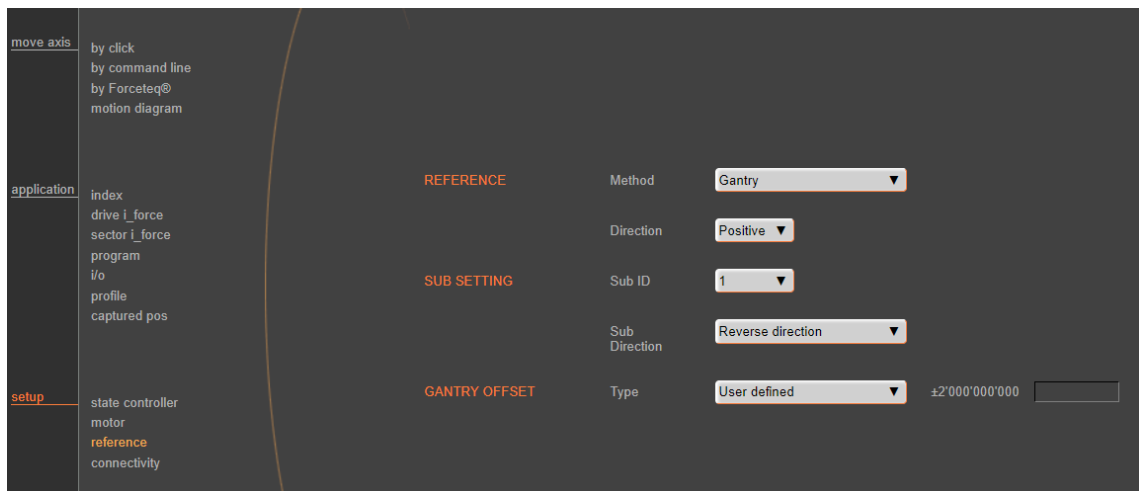 move axis
by click
by command line
by Forceteq®
motion diagram
application
index
drive i_force
sector i_force
program
i/o
profile
captured pos
setup
state controller
motor
reference
connectivity
REFERENCE Method Gantry ▼
Direction Positive ▼
SUB SETTING Sub ID 1 ▼
Sub
Direction Reverse direction ▼
GANTRY OFFSET Type User defined ▼ ±2'000'000'000